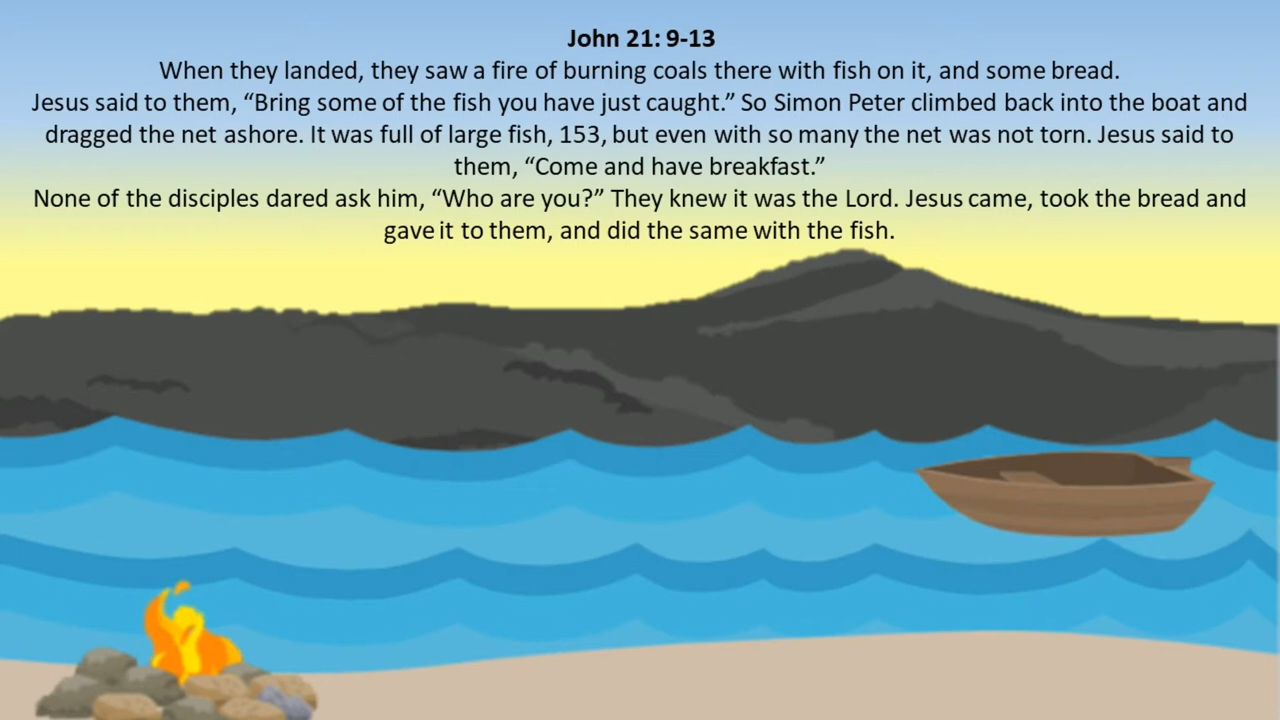 John 21: 9-13
When they landed, they saw a fire of burning coals there with fish on it, and some bread.
Jesus said to them, “Bring some of the fish you have just caught.” So Simon Peter climbed back into the boat and
dragged the net ashore. It was full of large fish, 153, but even with so many the net was not torn. Jesus said to
them, “Come and have breakfast.”
None of the disciples dared ask him, “Who are you?” They knew it was the Lord. Jesus came, took the bread and
gave it to them, and did the same with the fish.